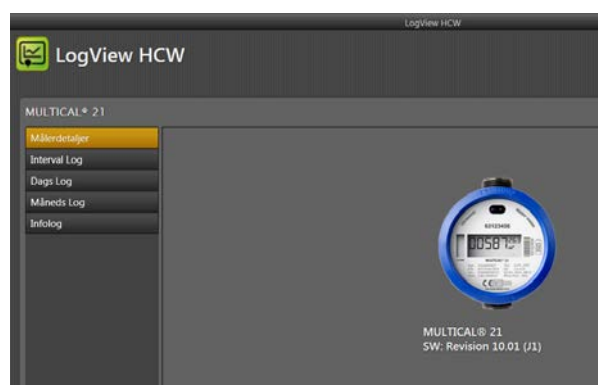 LogView HCW
LogView HCW
MULTICAL® 21
Målerdetaljer
Interval Log
Dags Log
Måneds Log
Infolog
63123456
00587
MULTICAL® 21
SW: Revision 10.01 (J1)